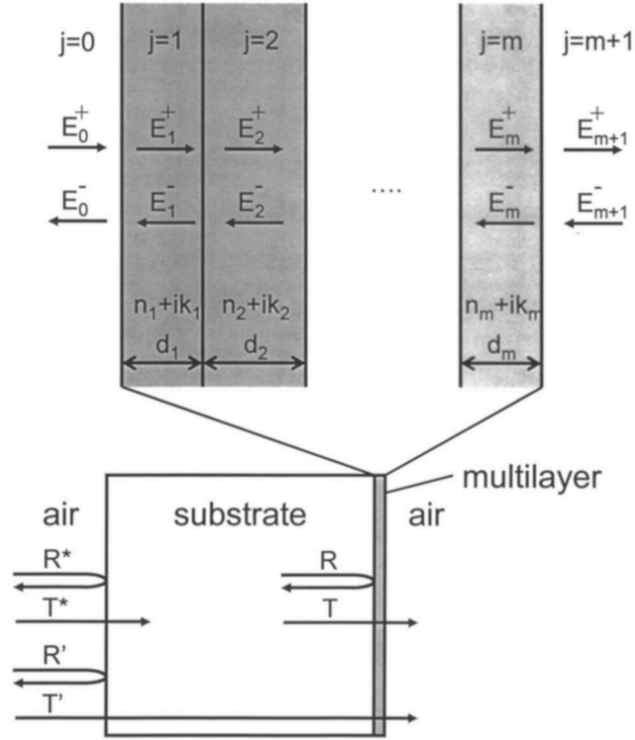 j=0 j=1 j=2 j=m j=m+1
E₀⁺ E₁⁺ E₂⁺ Eₘ⁺ Eₘ₊₁⁺
E₀⁻ E₁⁻ E₂⁻ .... Eₘ⁻ Eₘ₊₁⁻
n₁+ik₁ n₂+ik₂ nₘ+ikₘ
d₁ d₂ dₘ
multilayer
air substrate air
R* R
T* T
R'
T'